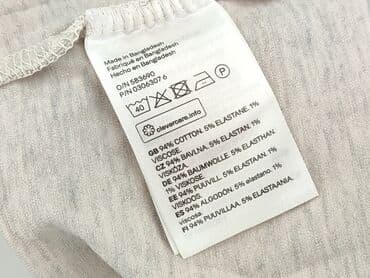 Made in Bangladesh
Fabriqué en Bangladesh
Hecho en Bangladesh
O/N 583690
P/N 0306307 6
40
P
clevercare.info
GB 94% COTTON. 5% ELASTANE. 1%
VISCOSE.
CZ 94% BAVLNA. 5% ELASTAN. 1%
VISKÓZA.
DE 94% BAUMWOLLE. 5% ELASTHAN.
1% VISKOSE.
EE 94% PUUVILL. 5% ELASTAAN. 1%
VISKOOS.
ES 94% ALGODÓN. 5% elastano. 1%
viscosa
FI 94% PUUVILLAA. 5% ELASTAANIA.